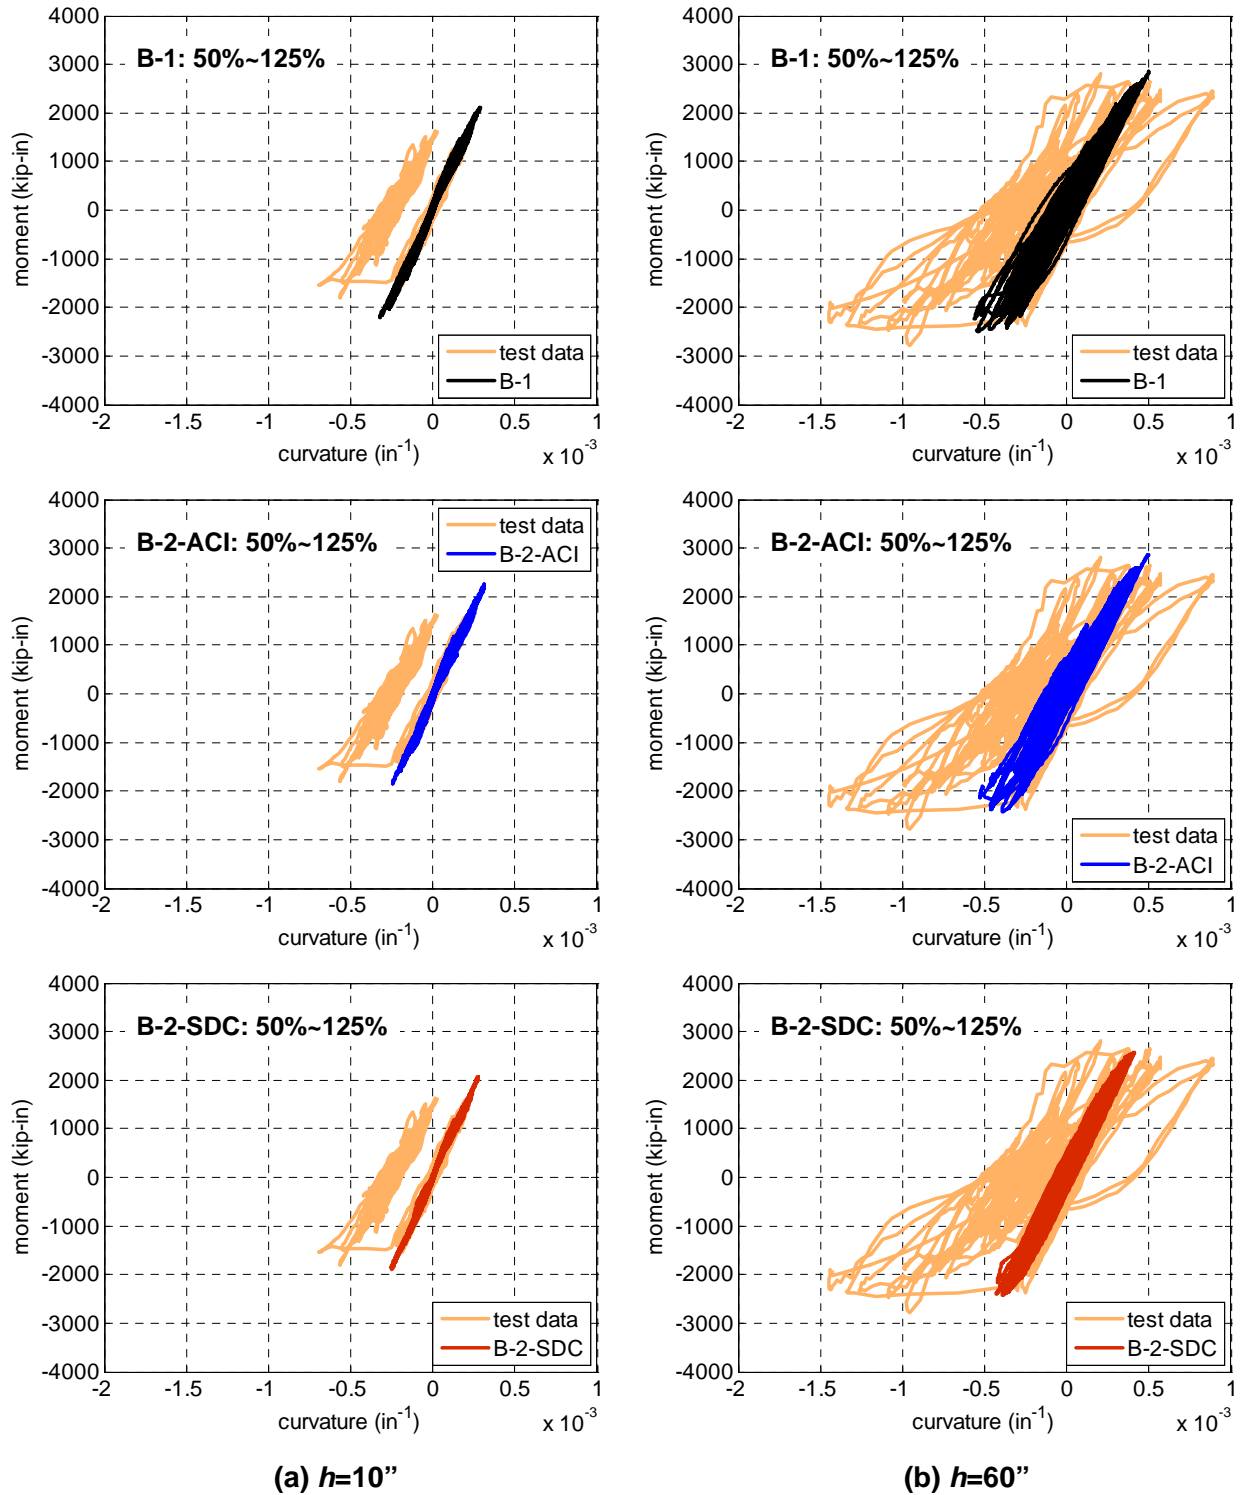 4000
3000
2000
1000
0
-1000
-2000
-3000
-4000
moment (kip-in)
B-1: 50%~125%
test data
B-1
-2
-1.5
-1
-0.5
0
0.5
1
curvature (in-1)
x 10-3
4000
3000
2000
1000
0
-1000
-2000
-3000
-4000
moment (kip-in)
B-1: 50%~125%
test data
B-1
-2
-1.5
-1
-0.5
0
0.5
1
curvature (in-1)
x 10-3
4000
3000
2000
1000
0
-1000
-2000
-3000
-4000
moment (kip-in)
B-2-ACI: 50%~125%
test data
B-2-ACI
-2
-1.5
-1
-0.5
0
0.5
1
curvature (in-1)
x 10-3
4000
3000
2000
1000
0
-1000
-2000
-3000
-4000
moment (kip-in)
B-2-ACI: 50%~125%
test data
B-2-ACI
-2
-1.5
-1
-0.5
0
0.5
1
curvature (in-1)
x 10-3
4000
3000
2000
1000
0
-1000
-2000
-3000
-4000
moment (kip-in)
B-2-SDC: 50%~125%
test data
B-2-SDC
-2
-1.5
-1
-0.5
0
0.5
1
curvature (in-1)
x 10-3
4000
3000
2000
1000
0
-1000
-2000
-3000
-4000
moment (kip-in)
B-2-SDC: 50%~125%
test data
B-2-SDC
-2
-1.5
-1
-0.5
0
0.5
1
curvature (in-1)
x 10-3
(a) h=10”
(b) h=60”